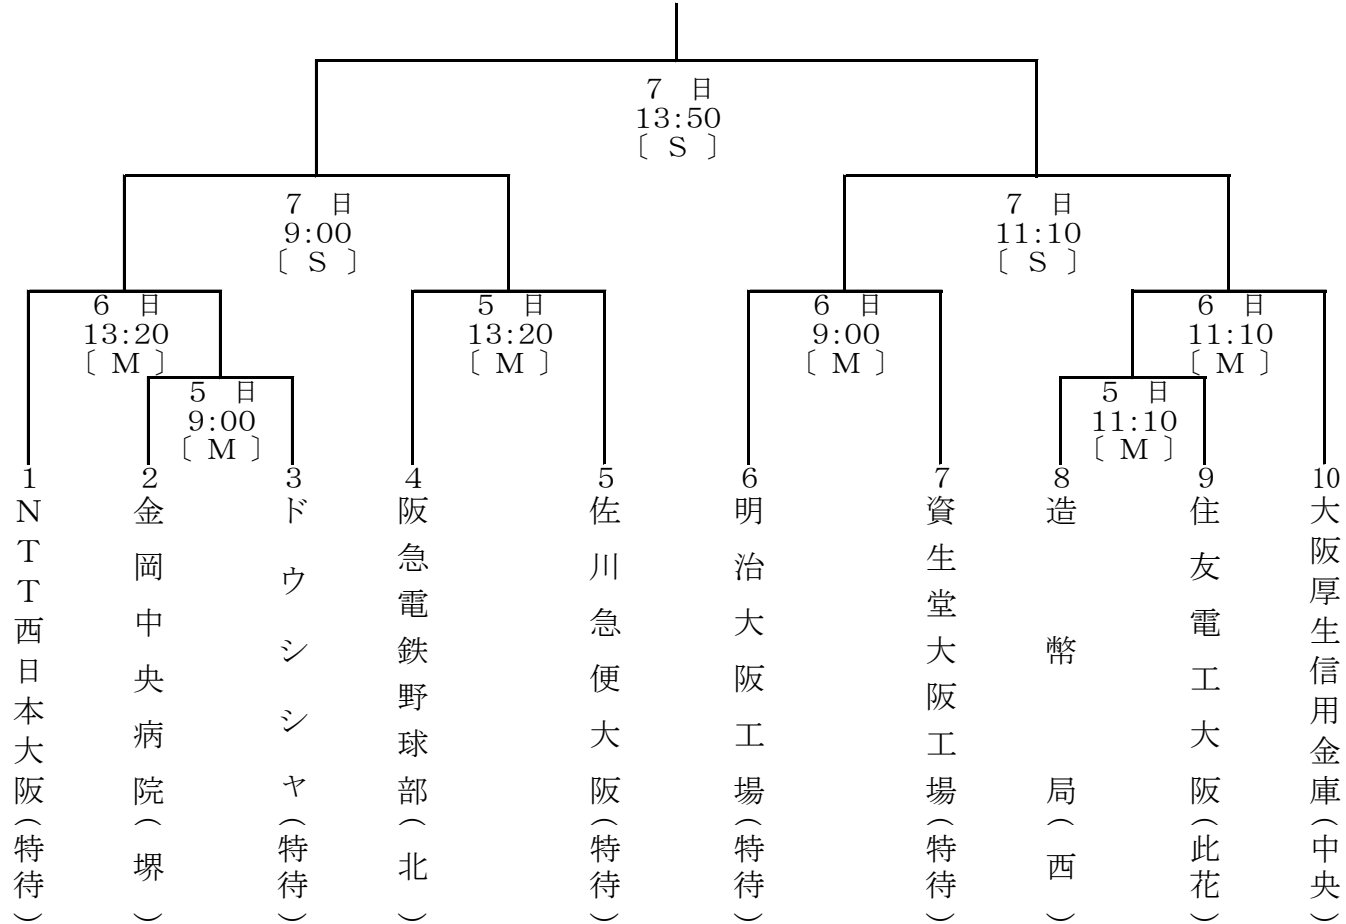 7 日
13:50
〔 S 〕
7 日
9:00
〔 S 〕
7 日
11:10
〔 S 〕
6 日
13:20
〔 M 〕
5 日
13:20
〔 M 〕
6 日
9:00
〔 M 〕
6 日
11:10
〔 M 〕
5 日
9:00
〔 M 〕
5 日
11:10
〔 M 〕
1
NTT西日本大阪(特待)
2
金岡中央病院(堺)
3
ドウシシャ(特待)
4
阪急電鉄野球部(北)
5
佐川急便大阪(特待)
6
明治大阪工場(特待)
7
資生堂大阪工場(特待)
8
造幣局(西)
9
住友電工大阪(此花)
10
大阪厚生信用金庫(中央)